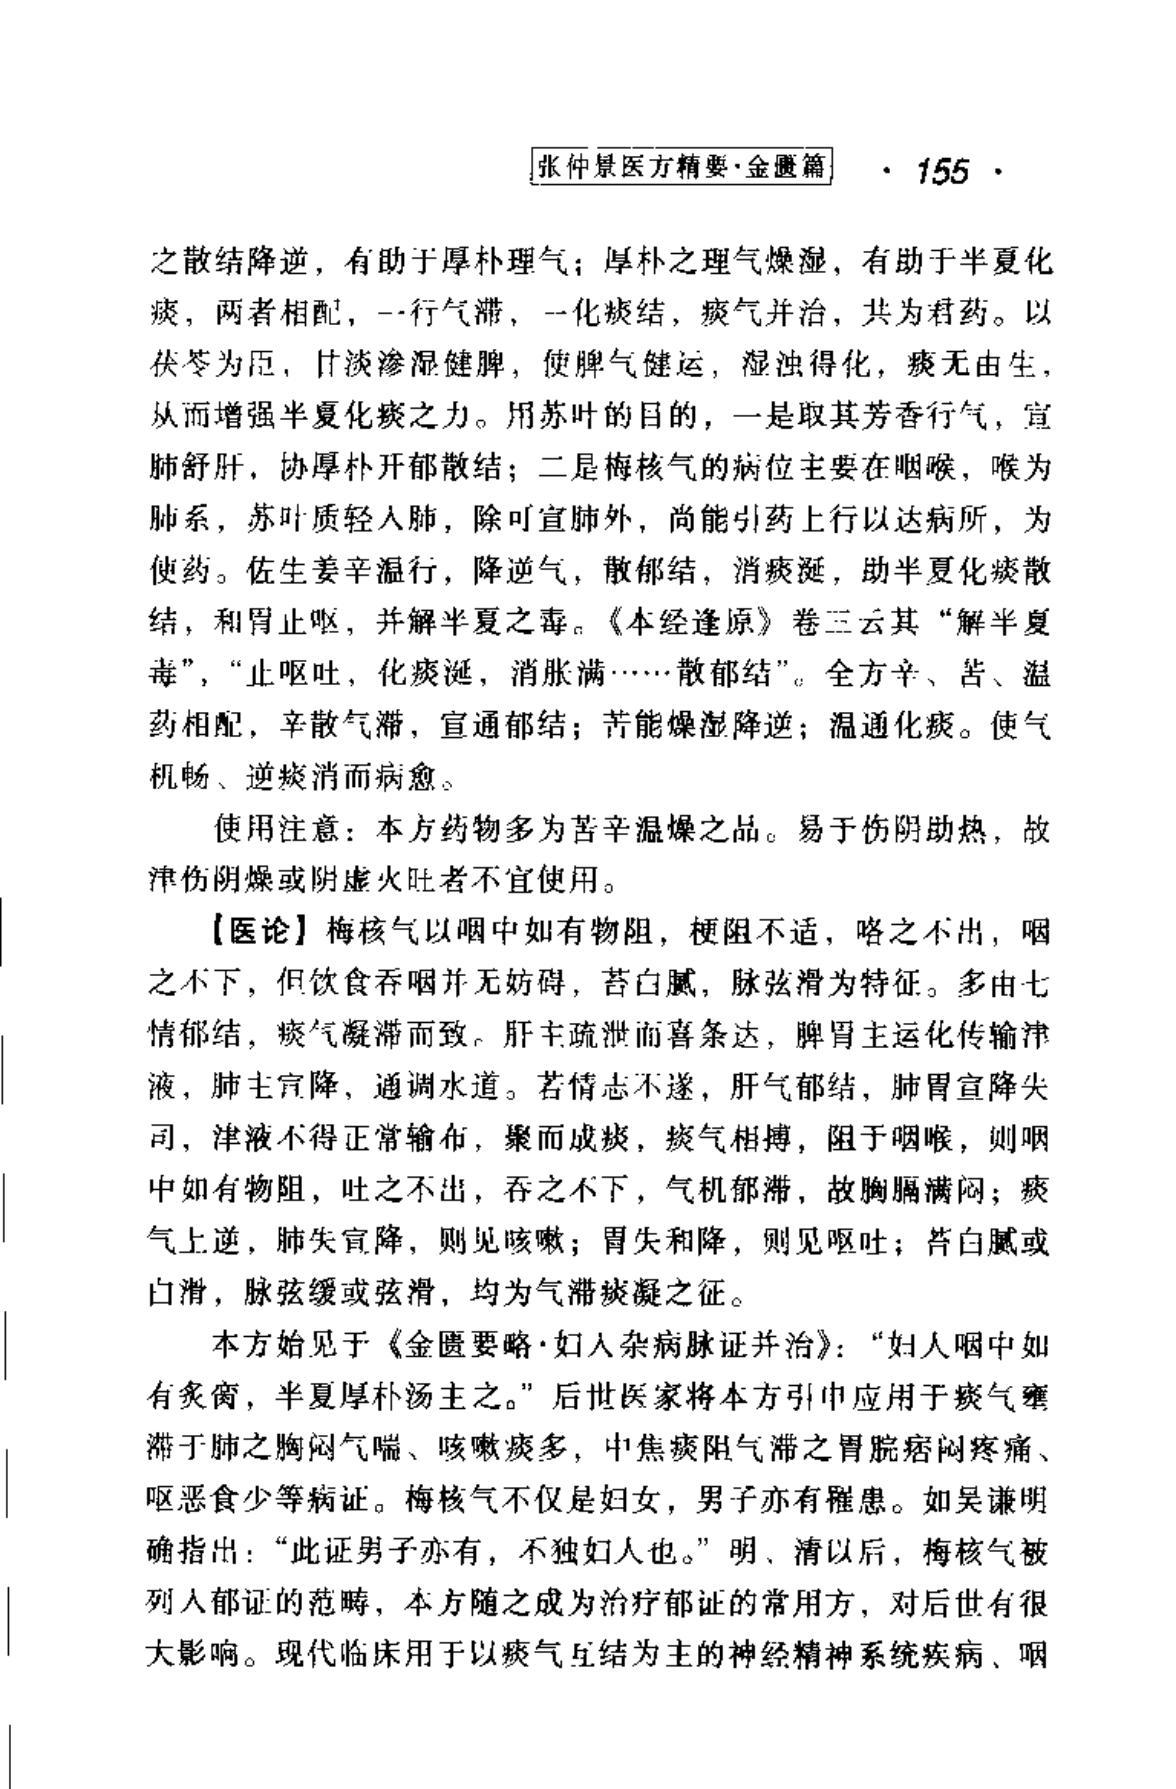 张仲景医方精要·金匮篇 · 155 ·
之散结降逆，有助于厚朴理气；厚朴之理气燥湿，有助于半夏化
痰，两者相配，一行气滞，一化痰结，痰气并治，共为君药。以
茯苓为臣，甘淡渗湿健脾，使脾气健运，湿浊得化，痰无由生，
从而增强半夏化痰之力。用苏叶的目的，一是取其芳香行气，宣
肺舒肝，协厚朴开郁散结；二是梅核气的病位主要在咽喉，喉为
肺系，苏叶质轻入肺，除可宣肺外，尚能引药上行以达病所，为
使药。佐生姜辛温行，降逆气，散郁结，消痰涎，助半夏化痰散
结，和胃止呕，并解半夏之毒。《本经逢原》卷三云其“解半夏
毒”，“止呕吐，化痰涎，消胀满……散郁结”。全方辛、苦、温
药相配，辛散气滞，宣通郁结；苦能燥湿降逆；温通化痰。使气
机畅、逆痰消而病愈。
使用注意：本方药物多为苦辛温燥之品。易于伤阴助热，故
津伤阴燥或阴虚火旺者不宜使用。
【医论】梅核气以咽中如有物阻，梗阻不适，咯之不出，咽
之不下，但饮食吞咽并无妨碍，苔白腻，脉弦滑为特征。多由七
情郁结，痰气凝滞而致。肝主疏泄而喜条达，脾胃主运化传输津
液，肺主宣降，通调水道。若情志不遂，肝气郁结，肺胃宣降失
司，津液不得正常输布，聚而成痰，痰气相搏，阻于咽喉，则咽
中如有物阻，吐之不出，吞之不下，气机郁滞，故胸膈满闷；痰
气上逆，肺失宣降，则见咳嗽；胃失和降，则见呕吐；苔白腻或
白滑，脉弦缓或弦滑，均为气滞痰凝之征。
本方始见于《金匮要略·妇人杂病脉证并治》：“妇人咽中如
有炙脔，半夏厚朴汤主之。”后世医家将本方引申应用于痰气壅
滞于肺之胸闷气喘、咳嗽痰多，中焦痰阻气滞之胃脘痞闷疼痛、
呕恶食少等病证。梅核气不仅是妇女，男子亦有罹患。如吴谦明
确指出：“此证男子亦有，不独妇人也。”明、清以后，梅核气被
列入郁证的范畴，本方随之成为治疗郁证的常用方，对后世有很
大影响。现代临床用于以痰气互结为主的神经精神系统疾病、咽